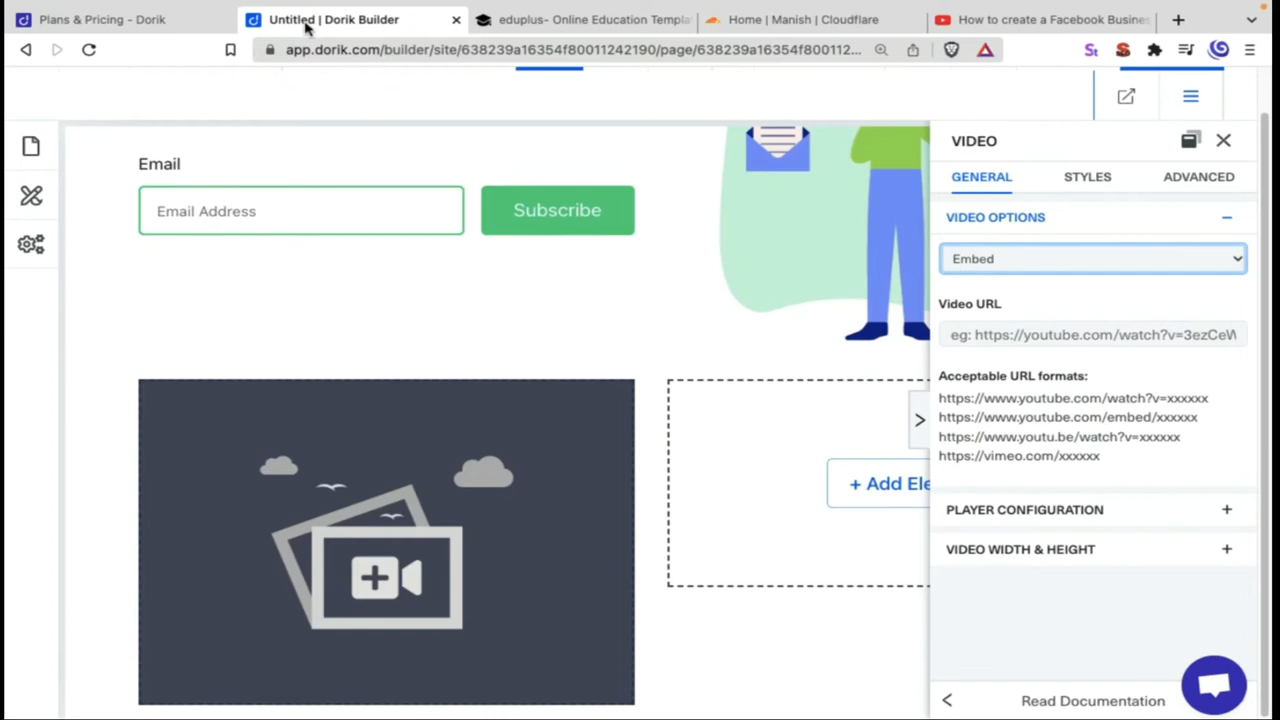 Plans & Pricing - Dorik
Untitled | Dorik Builder
eduplus- Online Education Templa
Home | Manish | Cloudflare
How to create a Facebook Busines
app.dorik.com/builder/site/638239a16354f80011242190/page/638239a16354f800112...
VIDEO
GENERAL
STYLES
ADVANCED
VIDEO OPTIONS
Embed
Video URL
eg: https://youtube.com/watch?v=3ezCeW
Acceptable URL formats:
https://www.youtube.com/watch?v=xxxxxx
https://www.youtube.com/embed/xxxxxx
https://www.youtu.be/watch?v=xxxxxx
https://vimeo.com/xxxxxx
PLAYER CONFIGURATION
VIDEO WIDTH & HEIGHT
Read Documentation
Email
Email Address
Subscribe
+ Add Ele
St